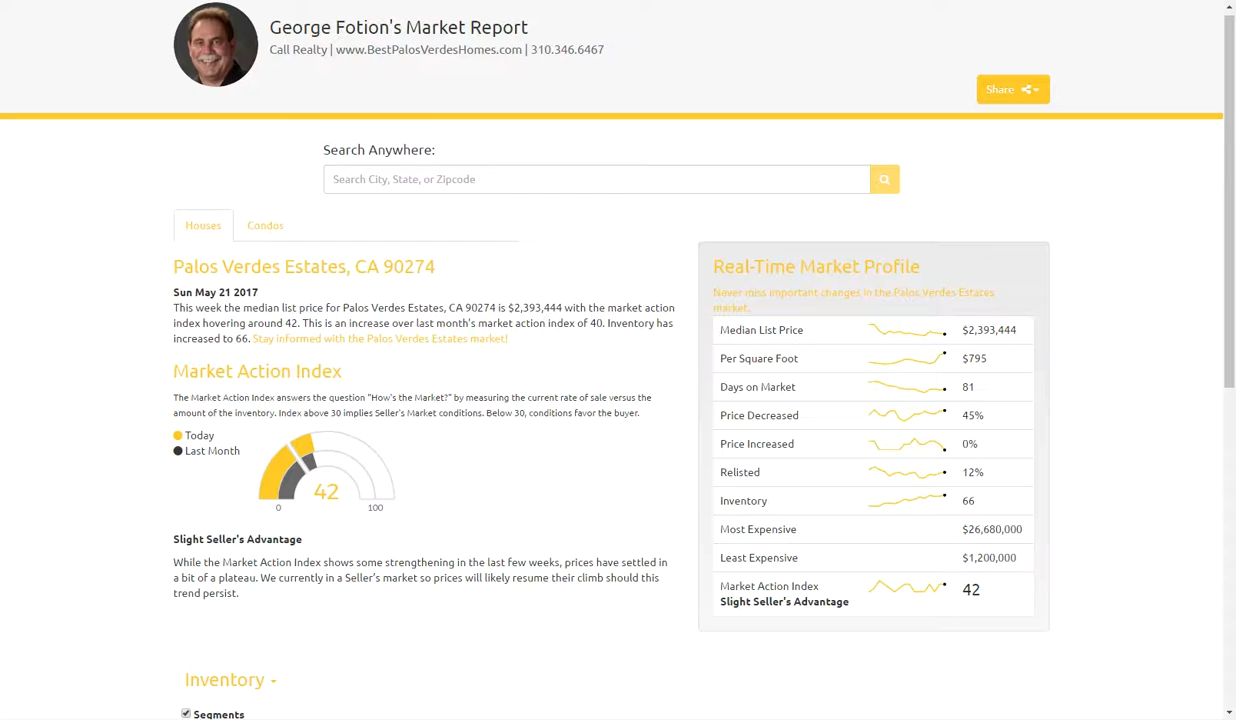 George Fotion's Market Report
Call Realty | www.BestPalosVerdesHomes.com | 310.346.6467
Share
Search Anywhere:
Search City, State, or Zipcode
Houses
Condos
Palos Verdes Estates, CA 90274
Sun May 21 2017
This week the median list price for Palos Verdes Estates, CA 90274 is $2,393,444 with the market action
index hovering around 42. This is an increase over last month's market action index of 40. Inventory has
increased to 66. Stay informed with the Palos Verdes Estates market!
Market Action Index
The Market Action Index answers the question "How's the Market?" by measuring the current rate of sale versus the
amount of the inventory. Index above 30 implies Seller's Market conditions. Below 30, conditions favor the buyer.
Today
Last Month
42
0 100
Slight Seller's Advantage
While the Market Action Index shows some strengthening in the last few weeks, prices have settled in
a bit of a plateau. We currently in a Seller's market so prices will likely resume their climb should this
trend persist.
Real-Time Market Profile
Never miss important changes in the Palos Verdes Estates
market.
Median List Price $2,393,444
Per Square Foot $795
Days on Market 81
Price Decreased 45%
Price Increased 0%
Relisted 12%
Inventory 66
Most Expensive $26,680,000
Least Expensive $1,200,000
Market Action Index 42
Slight Seller's Advantage
Inventory
Segments